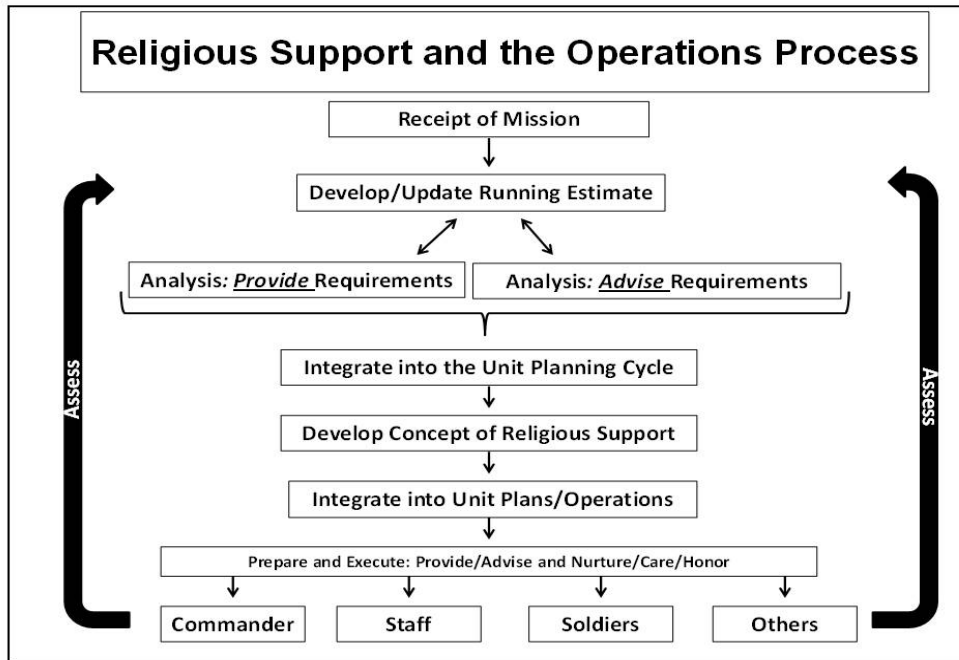 Religious Support and the Operations Process
Receipt of Mission
Develop/Update Running Estimate
Analysis: Provide Requirements
Analysis: Advise Requirements
Integrate into the Unit Planning Cycle
Develop Concept of Religious Support
Integrate into Unit Plans/Operations
Prepare and Execute: Provide/Advise and Nurture/Care/Honor
Commander
Staff
Soldiers
Others
Assess
Assess